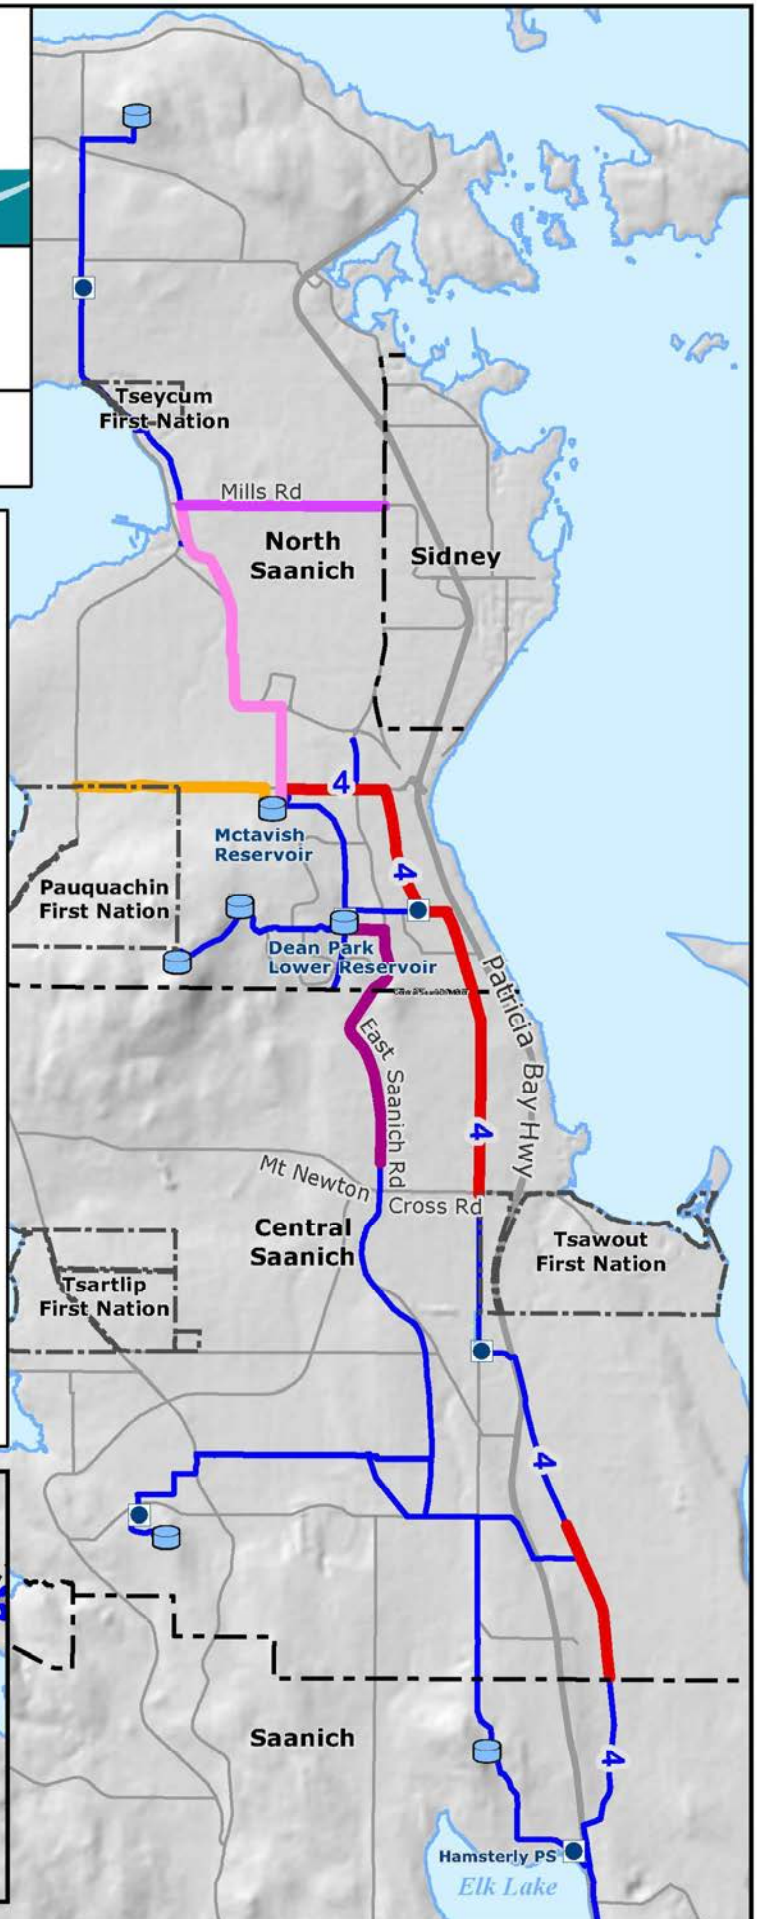 Tseycum
First Nation
Mills Rd
North
Saanich
Sidney
4
Mctavish
Reservoir
4
Pauquachin
First Nation
Dean Park
Lower Reservoir
Patricia Bay Hwy
East Saanich Rd
4
Mt Newton Cross Rd
Central
Saanich
Tsawout
First Nation
Tsartlip
First Nation
4
Saanich
4
Hamsterly PS
Elk Lake